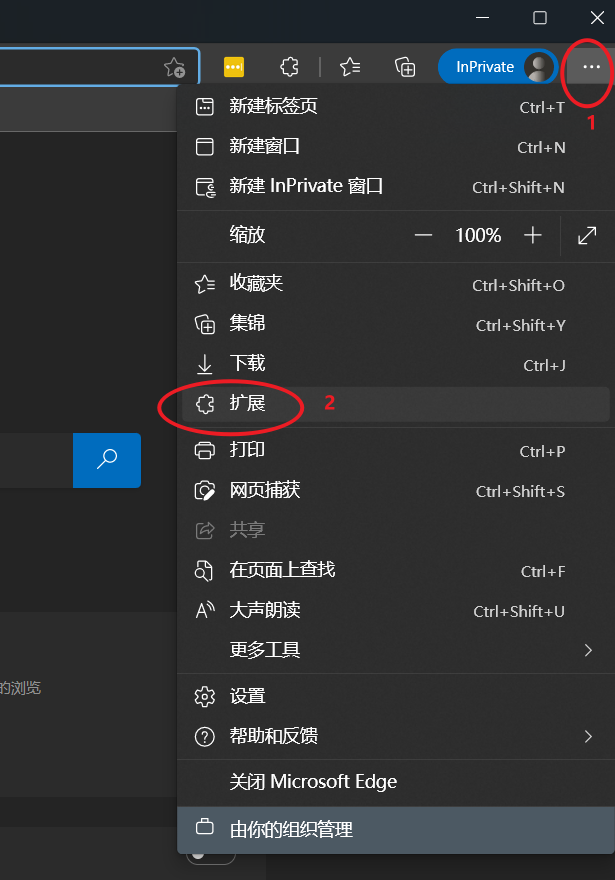 InPrivate
1
新建标签页 Ctrl+T
新建窗口 Ctrl+N
新建 InPrivate 窗口 Ctrl+Shift+N
缩放 — 100% +
收藏夹 Ctrl+Shift+O
集锦 Ctrl+Shift+Y
下载 Ctrl+J
扩展 2
打印 Ctrl+P
网页捕获 Ctrl+Shift+S
共享
在页面上查找 Ctrl+F
大声朗读 Ctrl+Shift+U
更多工具
的浏览
设置
帮助和反馈
关闭 Microsoft Edge
由你的组织管理